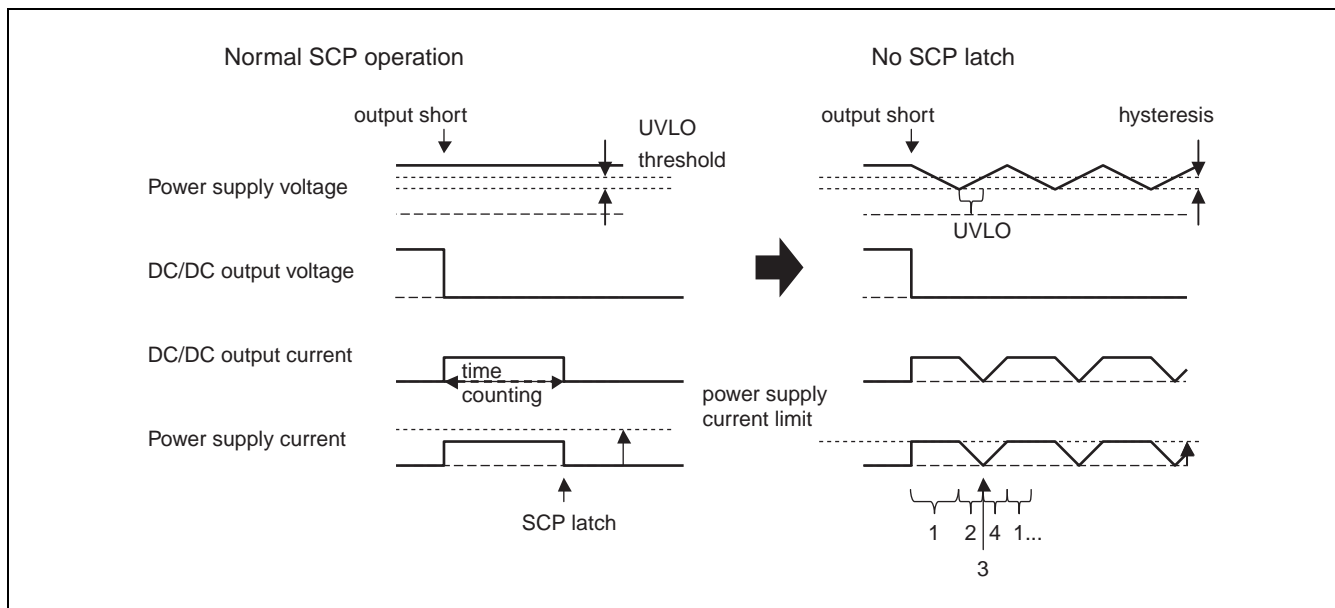 Normal SCP operation
No SCP latch
output short
UVLO
threshold
output short
hysteresis
Power supply voltage
UVLO
DC/DC output voltage
DC/DC output current
time
counting
power supply
current limit
Power supply current
SCP latch
1 2 4 1...
3